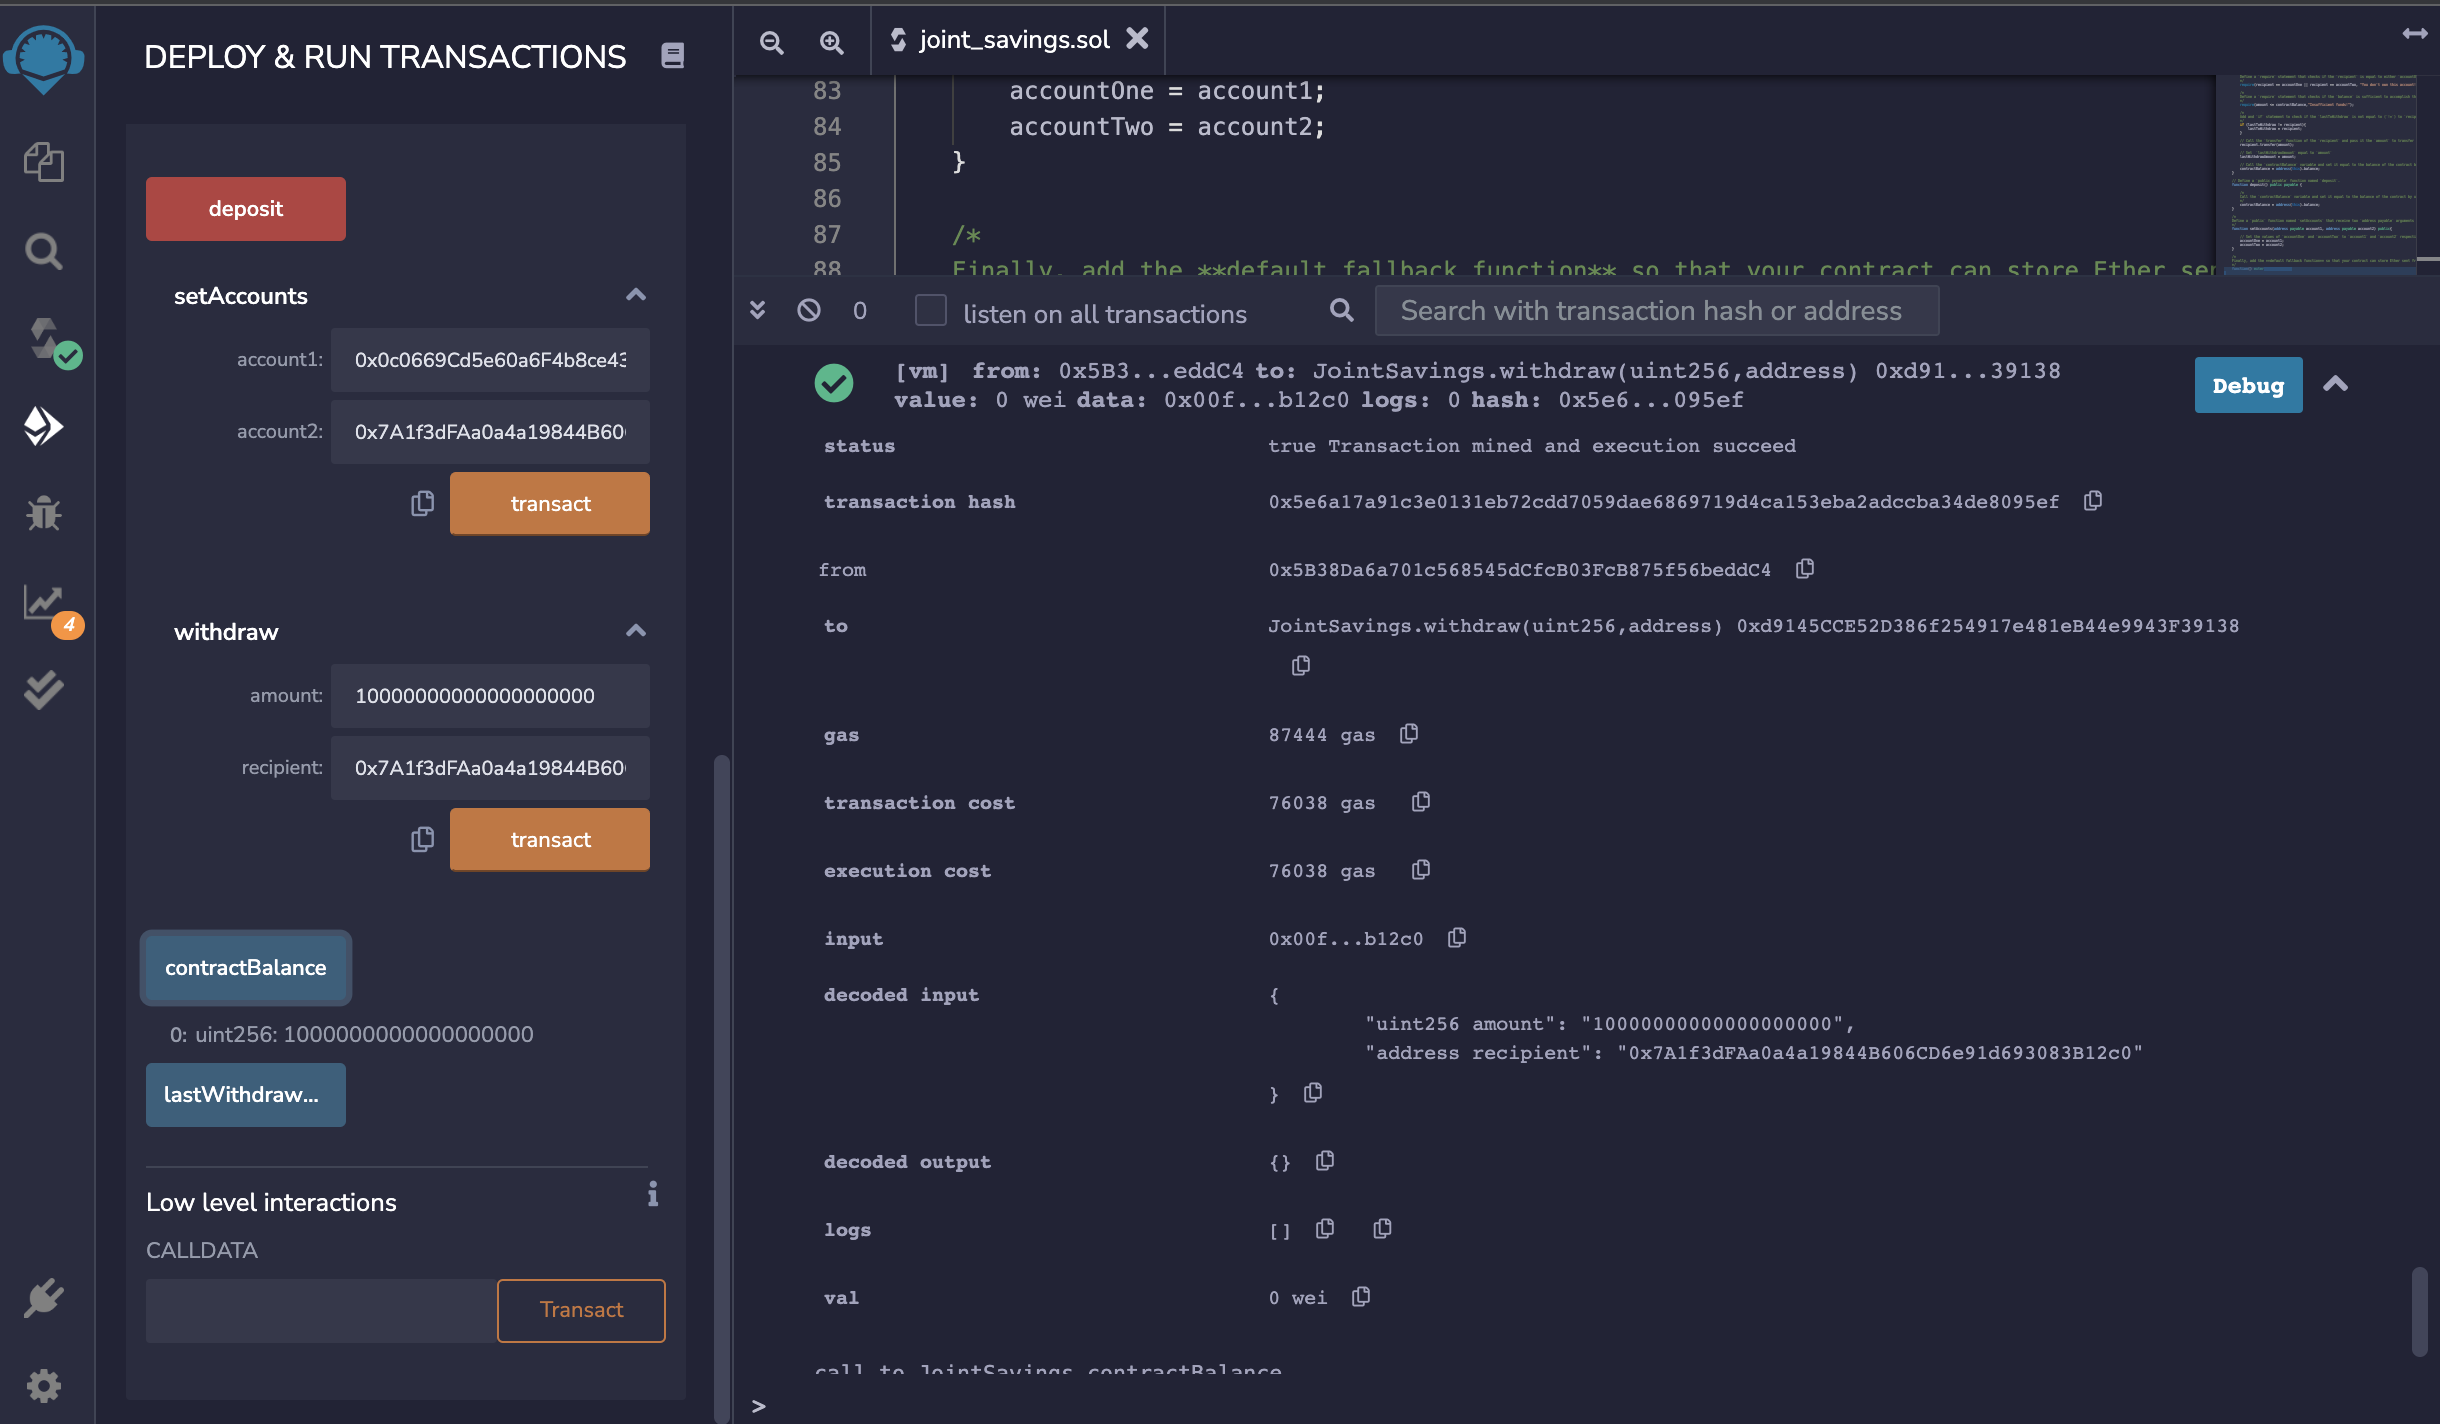 DEPLOY & RUN TRANSACTIONS
deposit
setAccounts
account1: 0x0c0669Cd5e60a6F4b8ce43
account2: 0x7A1f3dFAa0a4a19844B60
transact
withdraw
amount: 10000000000000000000
recipient: 0x7A1f3dFAa0a4a19844B60
transact
contractBalance
0: uint256: 1000000000000000000
lastWithdraw...
Low level interactions
CALLDATA
Transact
4
joint_savings.sol
83 accountOne = account1;
84 accountTwo = account2;
85 }
86
87 /*
88 Finally, add the **default fallback function** so that your contract can store Ether ser
0 listen on all transactions Search with transaction hash or address
[vm] from: 0x5B3...eddC4 to: JointSavings.withdraw(uint256,address) 0xd91...39138
value: 0 wei data: 0x00f...b12c0 logs: 0 hash: 0x5e6...095ef
Debug
status true Transaction mined and execution succeed
transaction hash 0x5e6a17a91c3e0131eb72cdd7059dae6869719d4ca153eba2adccba34de8095ef
from 0x5B38Da6a701c568545dCfcB03FcB875f56beddC4
to JointSavings.withdraw(uint256,address) 0xd9145CCE52D386f254917e481eB44e9943F39138
gas 87444 gas
transaction cost 76038 gas
execution cost 76038 gas
input 0x00f...b12c0
decoded input {
"uint256 amount": "10000000000000000000",
"address recipient": "0x7A1f3dFAa0a4a19844B606CD6e91d693083B12c0"
}
decoded output {}
logs []
val 0 wei
call to JointSavings.contractBalance
>